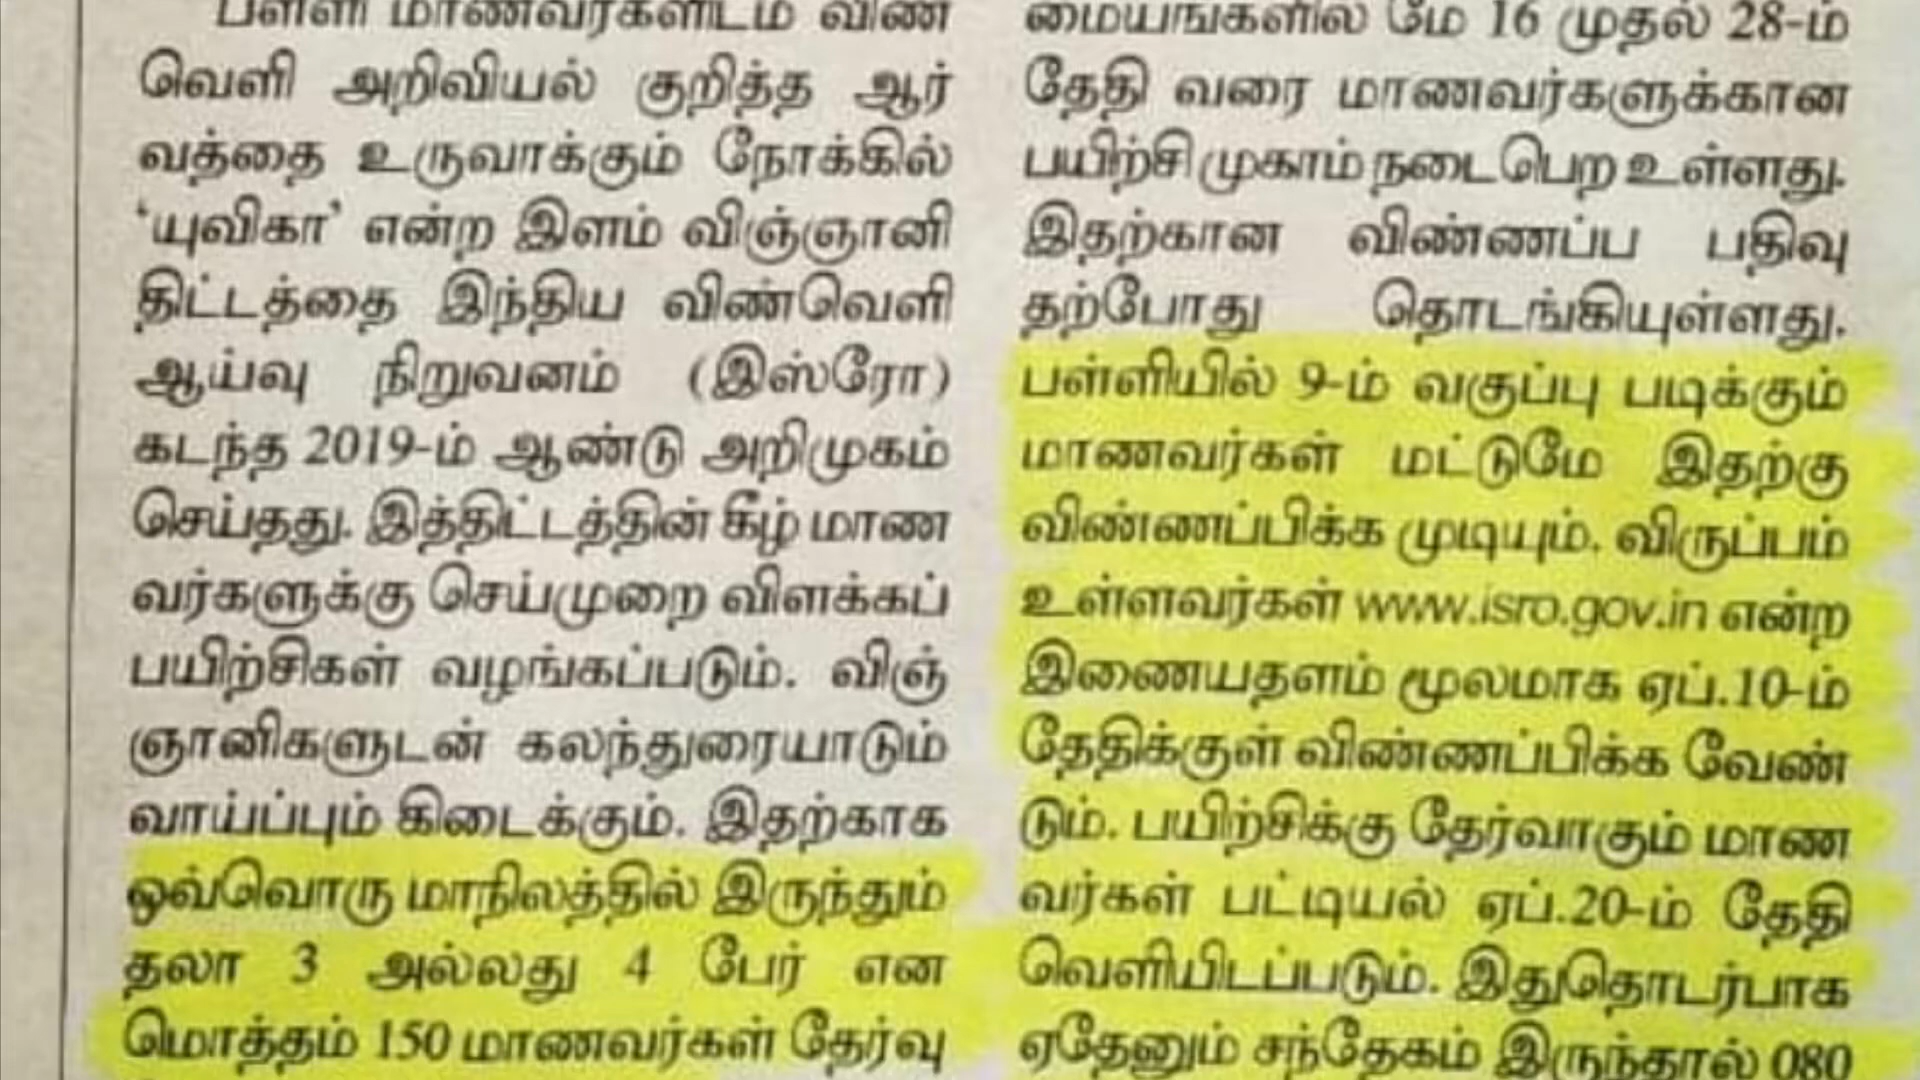 பள்ளி மாணவர்களிடம் விண்
வெளி அறிவியல் குறித்த ஆர்
வத்தை உருவாக்கும் நோக்கில்
‘யுவிகா’ என்ற இளம் விஞ்ஞானி
திட்டத்தை இந்திய விண்வெளி
ஆய்வு நிறுவனம் (இஸ்ரோ)
கடந்த 2019-ம் ஆண்டு அறிமுகம்
செய்தது. இத்திட்டத்தின் கீழ் மாண
வர்களுக்கு செய்முறை விளக்கப்
பயிற்சிகள் வழங்கப்படும். விஞ்
ஞானிகளுடன் கலந்துரையாடும்
வாய்ப்பும் கிடைக்கும். இதற்காக
ஒவ்வொரு மாநிலத்தில் இருந்தும்
தலா 3 அல்லது 4 பேர் என
மொத்தம் 150 மாணவர்கள் தேர்வு
மையங்களில் மே 16 முதல் 28-ம்
தேதி வரை மாணவர்களுக்கான
பயிற்சி முகாம் நடைபெற உள்ளது.
இதற்கான விண்ணப்ப பதிவு
தற்போது தொடங்கியுள்ளது.
பள்ளியில் 9-ம் வகுப்பு படிக்கும்
மாணவர்கள் மட்டுமே இதற்கு
விண்ணப்பிக்க முடியும். விருப்பம்
உள்ளவர்கள் www.isro.gov.in என்ற
இணையதளம் மூலமாக ஏப்.10-ம்
தேதிக்குள் விண்ணப்பிக்க வேண்
டும். பயிற்சிக்கு தேர்வாகும் மாண
வர்கள் பட்டியல் ஏப்.20-ம் தேதி
வெளியிடப்படும். இதுதொடர்பாக
ஏதேனும் சந்தேகம் இருந்தால் 080